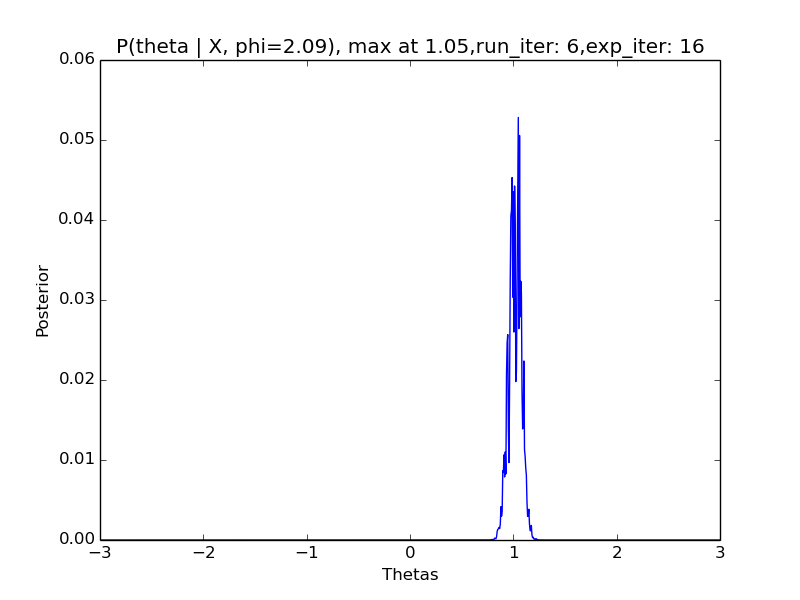 P(theta | X, phi=2.09), max at 1.05,run_iter: 6,exp_iter: 16
0.06
0.05
0.04
0.03
0.02
0.01
0.00
Posterior
−3 −2 −1 0 1 2 3
Thetas